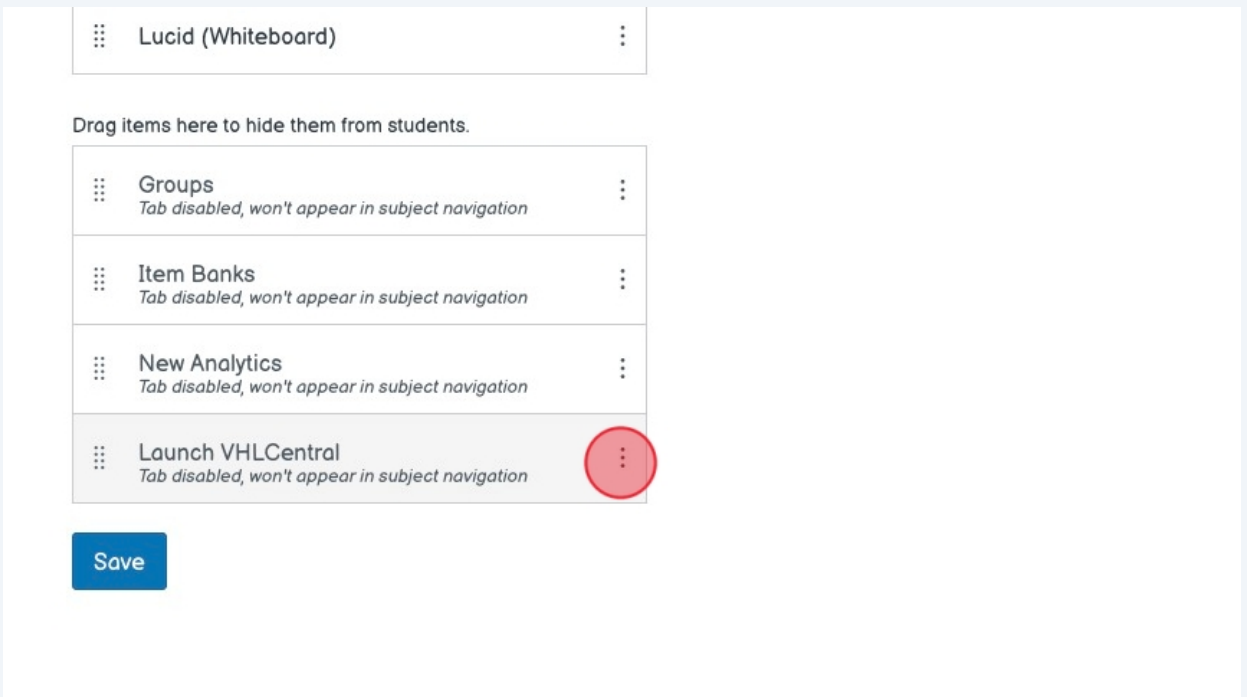 Lucid (Whiteboard)
Drag items here to hide them from students.
Groups
Tab disabled, won't appear in subject navigation
Item Banks
Tab disabled, won't appear in subject navigation
New Analytics
Tab disabled, won't appear in subject navigation
Launch VHLCentral
Tab disabled, won't appear in subject navigation
Save